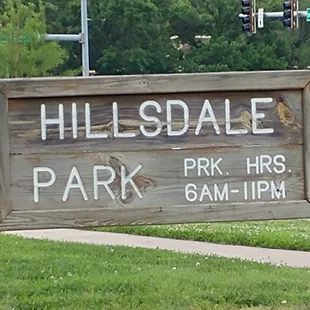 HILLSDALE
PARK
PRK. HRS.
6AM-11PM